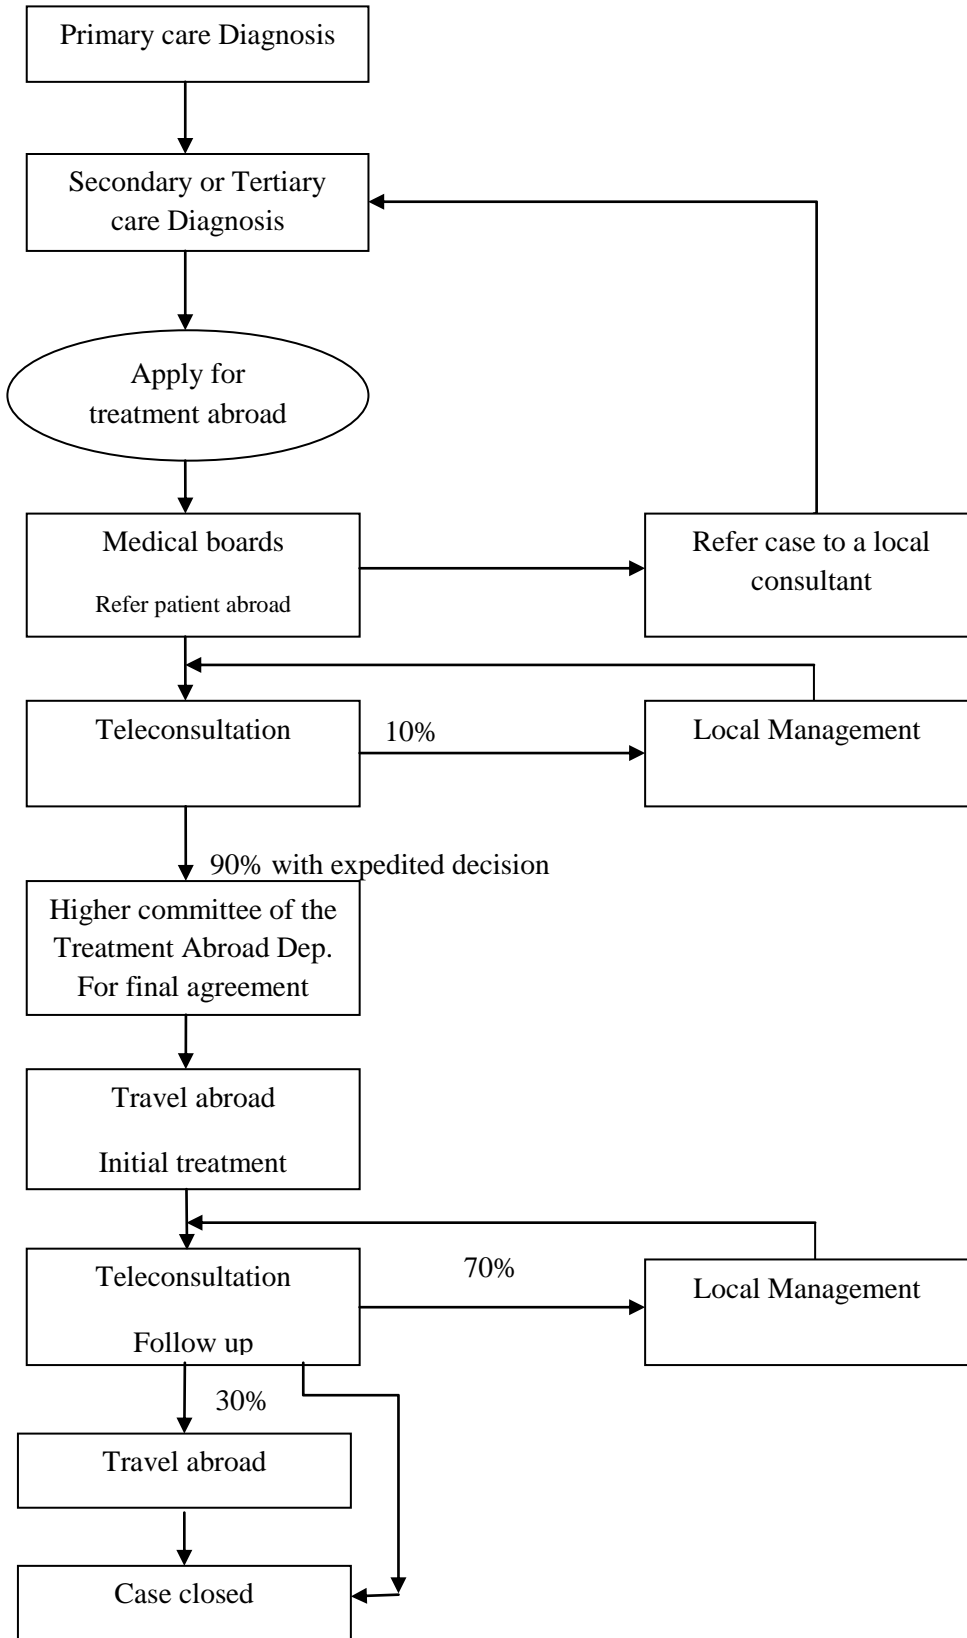 Primary care Diagnosis
Secondary or Tertiary
care Diagnosis
Apply for
treatment abroad
Medical boards
Refer patient abroad
Refer case to a local
consultant
Teleconsultation
10%
Local Management
90% with expedited decision
Higher committee of the
Treatment Abroad Dep.
For final agreement
Travel abroad
Initial treatment
Teleconsultation
Follow up
70%
Local Management
30%
Travel abroad
Case closed